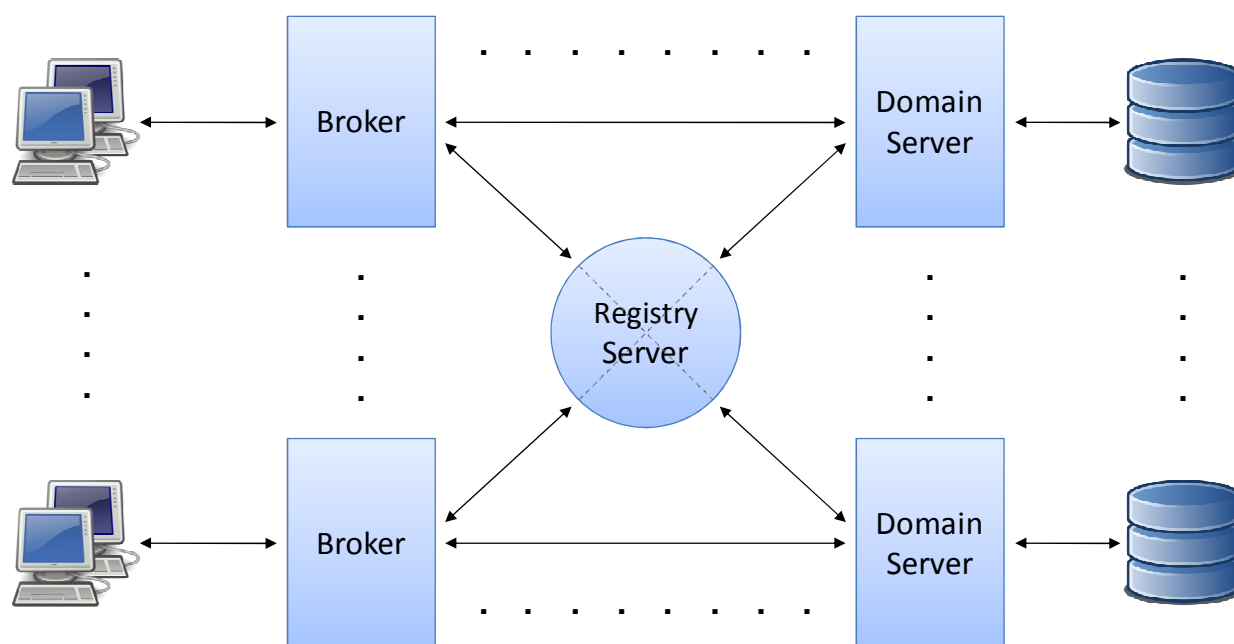 Broker
Domain
Server
Registry
Server
Broker
Domain
Server